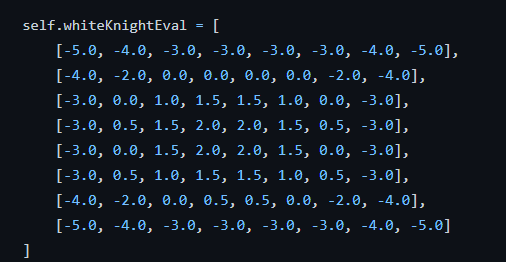 self.whiteKnightEval = [
[-5.0, -4.0, -3.0, -3.0, -3.0, -3.0, -4.0, -5.0],
[-4.0, -2.0, 0.0, 0.0, 0.0, 0.0, -2.0, -4.0],
[-3.0, 0.0, 1.0, 1.5, 1.5, 1.0, 0.0, -3.0],
[-3.0, 0.5, 1.5, 2.0, 2.0, 1.5, 0.5, -3.0],
[-3.0, 0.0, 1.5, 2.0, 2.0, 1.5, 0.0, -3.0],
[-3.0, 0.5, 1.0, 1.5, 1.5, 1.0, 0.5, -3.0],
[-4.0, -2.0, 0.0, 0.5, 0.5, 0.0, -2.0, -4.0],
[-5.0, -4.0, -3.0, -3.0, -3.0, -3.0, -4.0, -5.0]
]